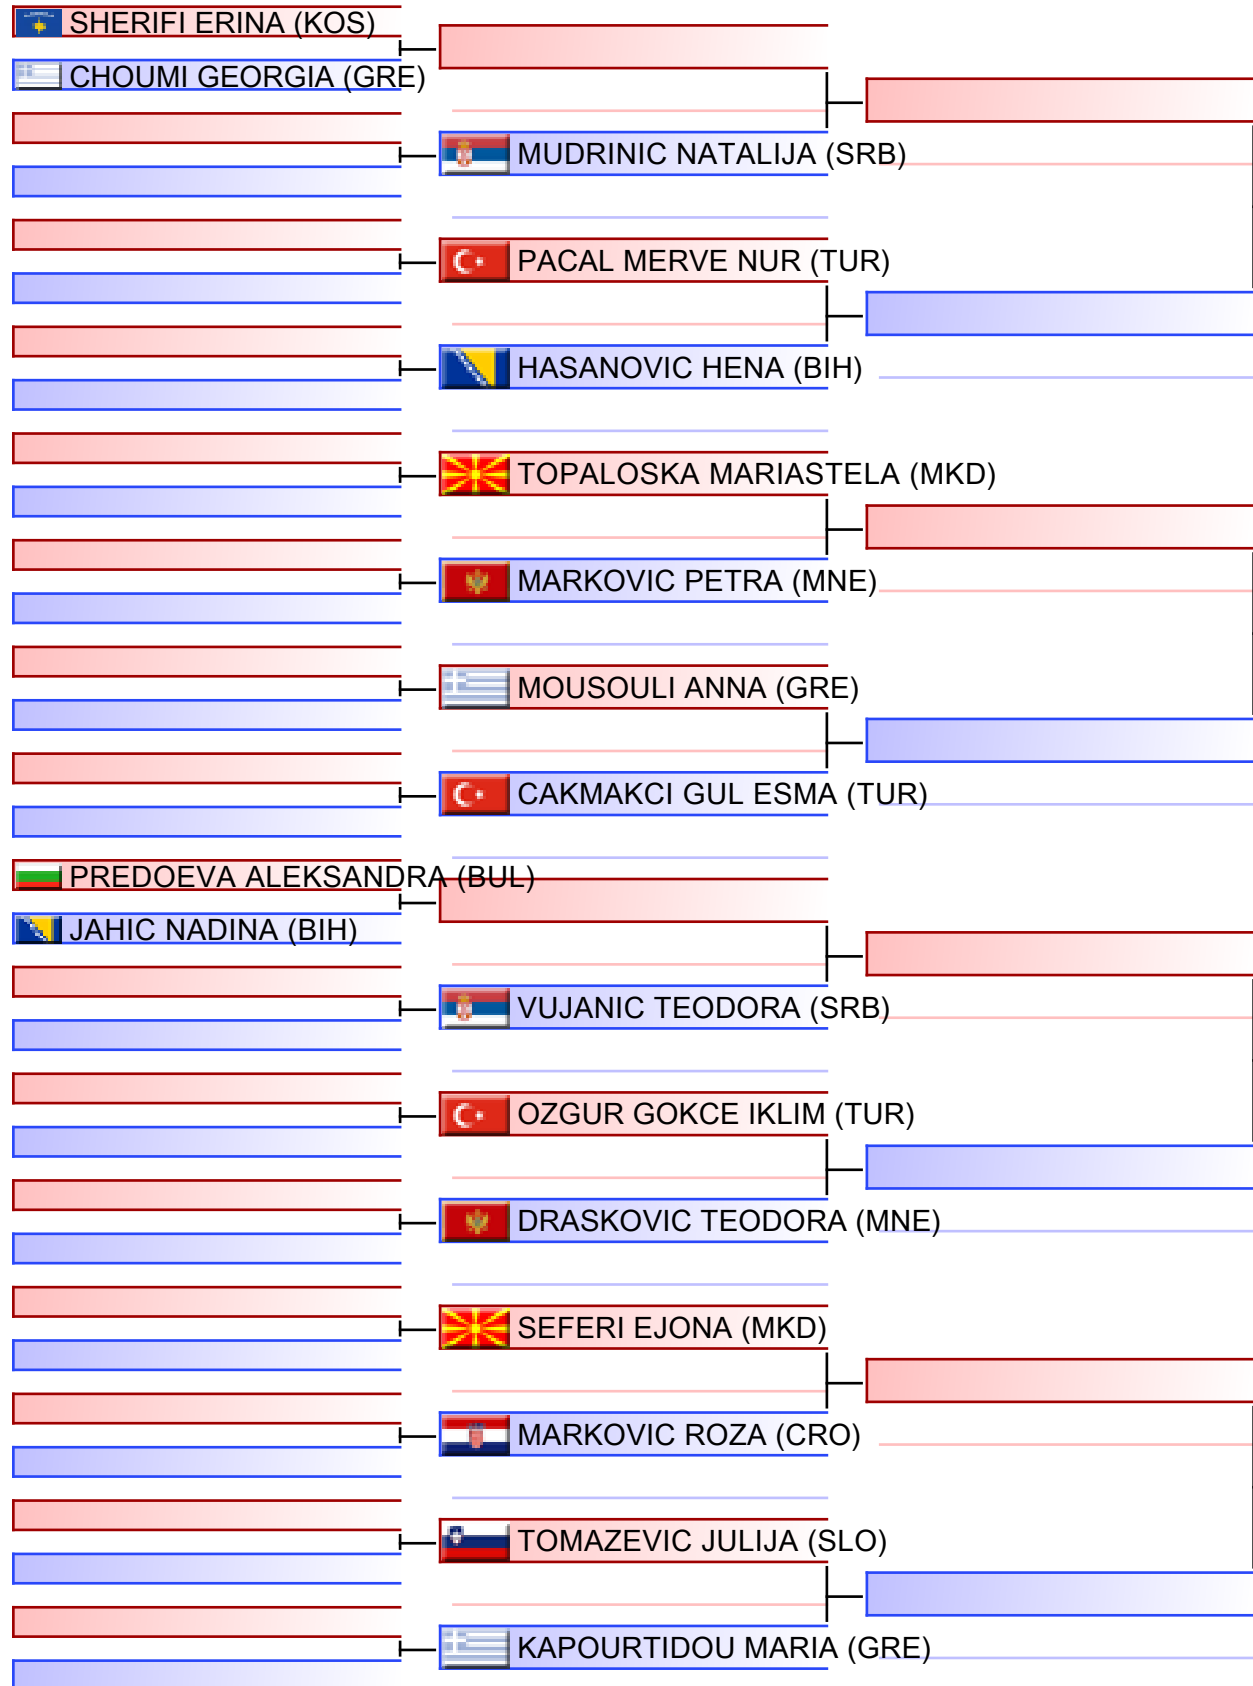 SHERIFI ERINA (KOS)
CHOUMI GEORGIA (GRE)
MUDRINIC NATALIJA (SRB)
PACAL MERVE NUR (TUR)
HASANOVIC HENA (BIH)
TOPALOSKA MARIASTELA (MKD)
MARKOVIC PETRA (MNE)
MOUSOULI ANNA (GRE)
CAKMAKCI GUL ESMA (TUR)
PREDOEVA ALEKSANDRA (BUL)
JAHIC NADINA (BIH)
VUJANIC TEODORA (SRB)
OZGUR GOKCE IKLIM (TUR)
DRASKOVIC TEODORA (MNE)
SEFERI EJONA (MKD)
MARKOVIC ROZA (CRO)
TOMAZEVIC JULIJA (SLO)
KAPOURTIDOU MARIA (GRE)